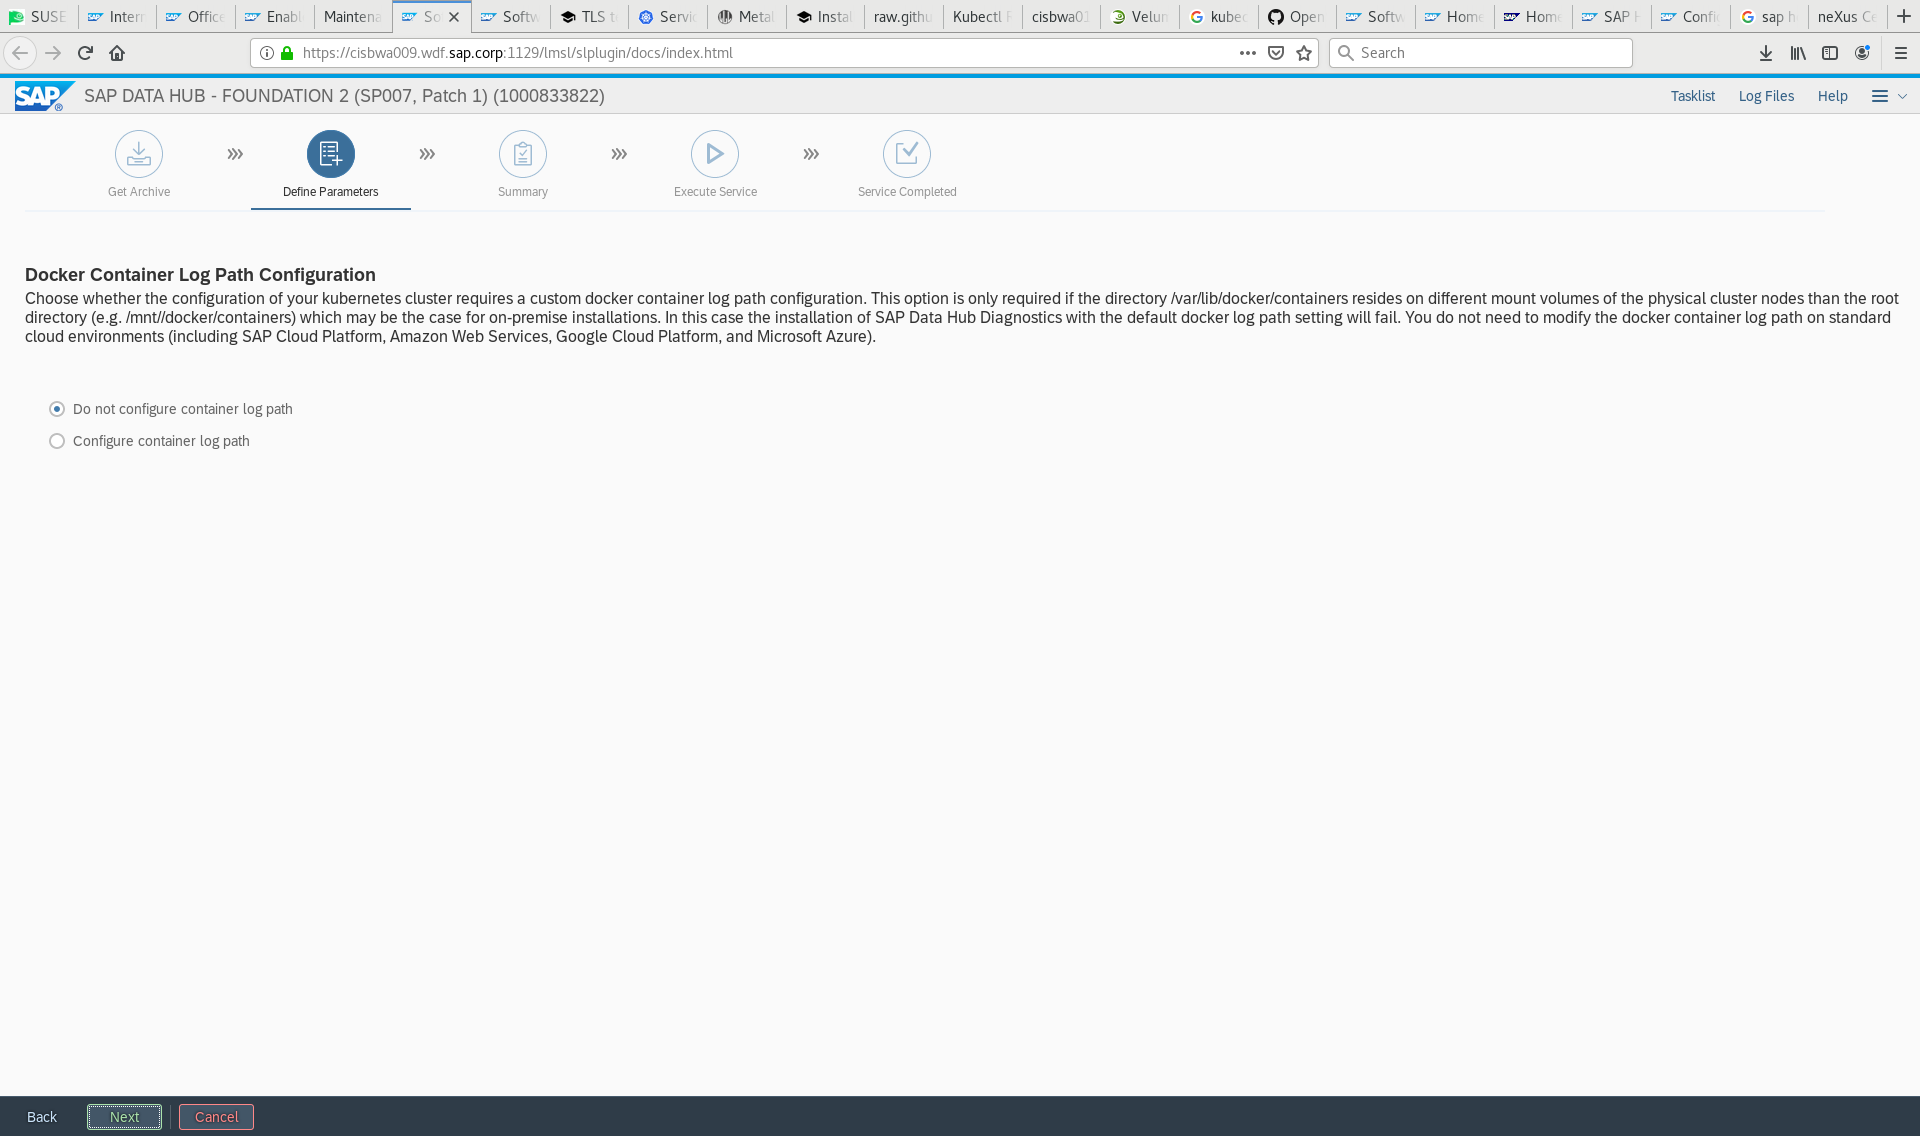 SUSE
Intern
Office
Enabl
Maintena
So
Softw
TLS t
Servic
Metal
Instal
raw.githu
Kubectl
cisbwa01
Velun
kubec
Open
Softw
Home
Home
SAP
Config
sap h
neXus Ce
https://cisbwa009.wdf.sap.corp:1129/lmsl/slplugin/docs/index.html
Search
SAP
SAP DATA HUB - FOUNDATION 2 (SP007, Patch 1) (1000833822)
Tasklist
Log Files
Help
Get Archive
Define Parameters
Summary
Execute Service
Service Completed
Docker Container Log Path Configuration
Choose whether the configuration of your kubernetes cluster requires a custom docker container log path configuration. This option is only required if the directory /var/lib/docker/containers resides on different mount volumes of the physical cluster nodes than the root
directory (e.g. /mnt//docker/containers) which may be the case for on-premise installations. In this case the installation of SAP Data Hub Diagnostics with the default docker log path setting will fail. You do not need to modify the docker container log path on standard
cloud environments (including SAP Cloud Platform, Amazon Web Services, Google Cloud Platform, and Microsoft Azure).
Do not configure container log path
Configure container log path
Back
Next
Cancel